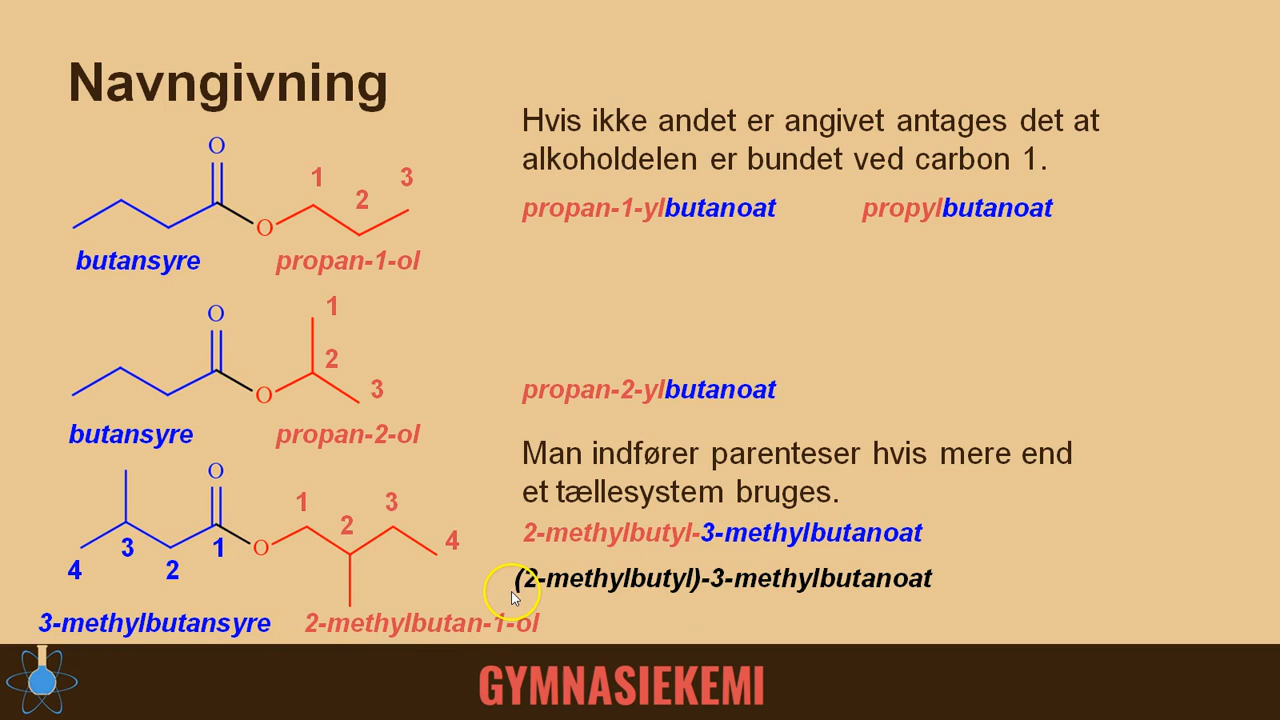 Navngivning
Hvis ikke andet er angivet antages det at
alkoholdelen er bundet ved carbon 1.
O
1
2
3
O
propan-1-ylbutanoat
propylbutanoat
butansyre
propan-1-ol
O
1
2
3
O
propan-2-ylbutanoat
butansyre
propan-2-ol
Man indfører parenteser hvis mere end
et tællesystem bruges.
O
1
2
3
4
O
4
3
2
1
2-methylbutyl-3-methylbutanoat
(2-methylbutyl)-3-methylbutanoat
3-methylbutansyre
2-methylbutan-1-ol
GYMNASIEKEMI